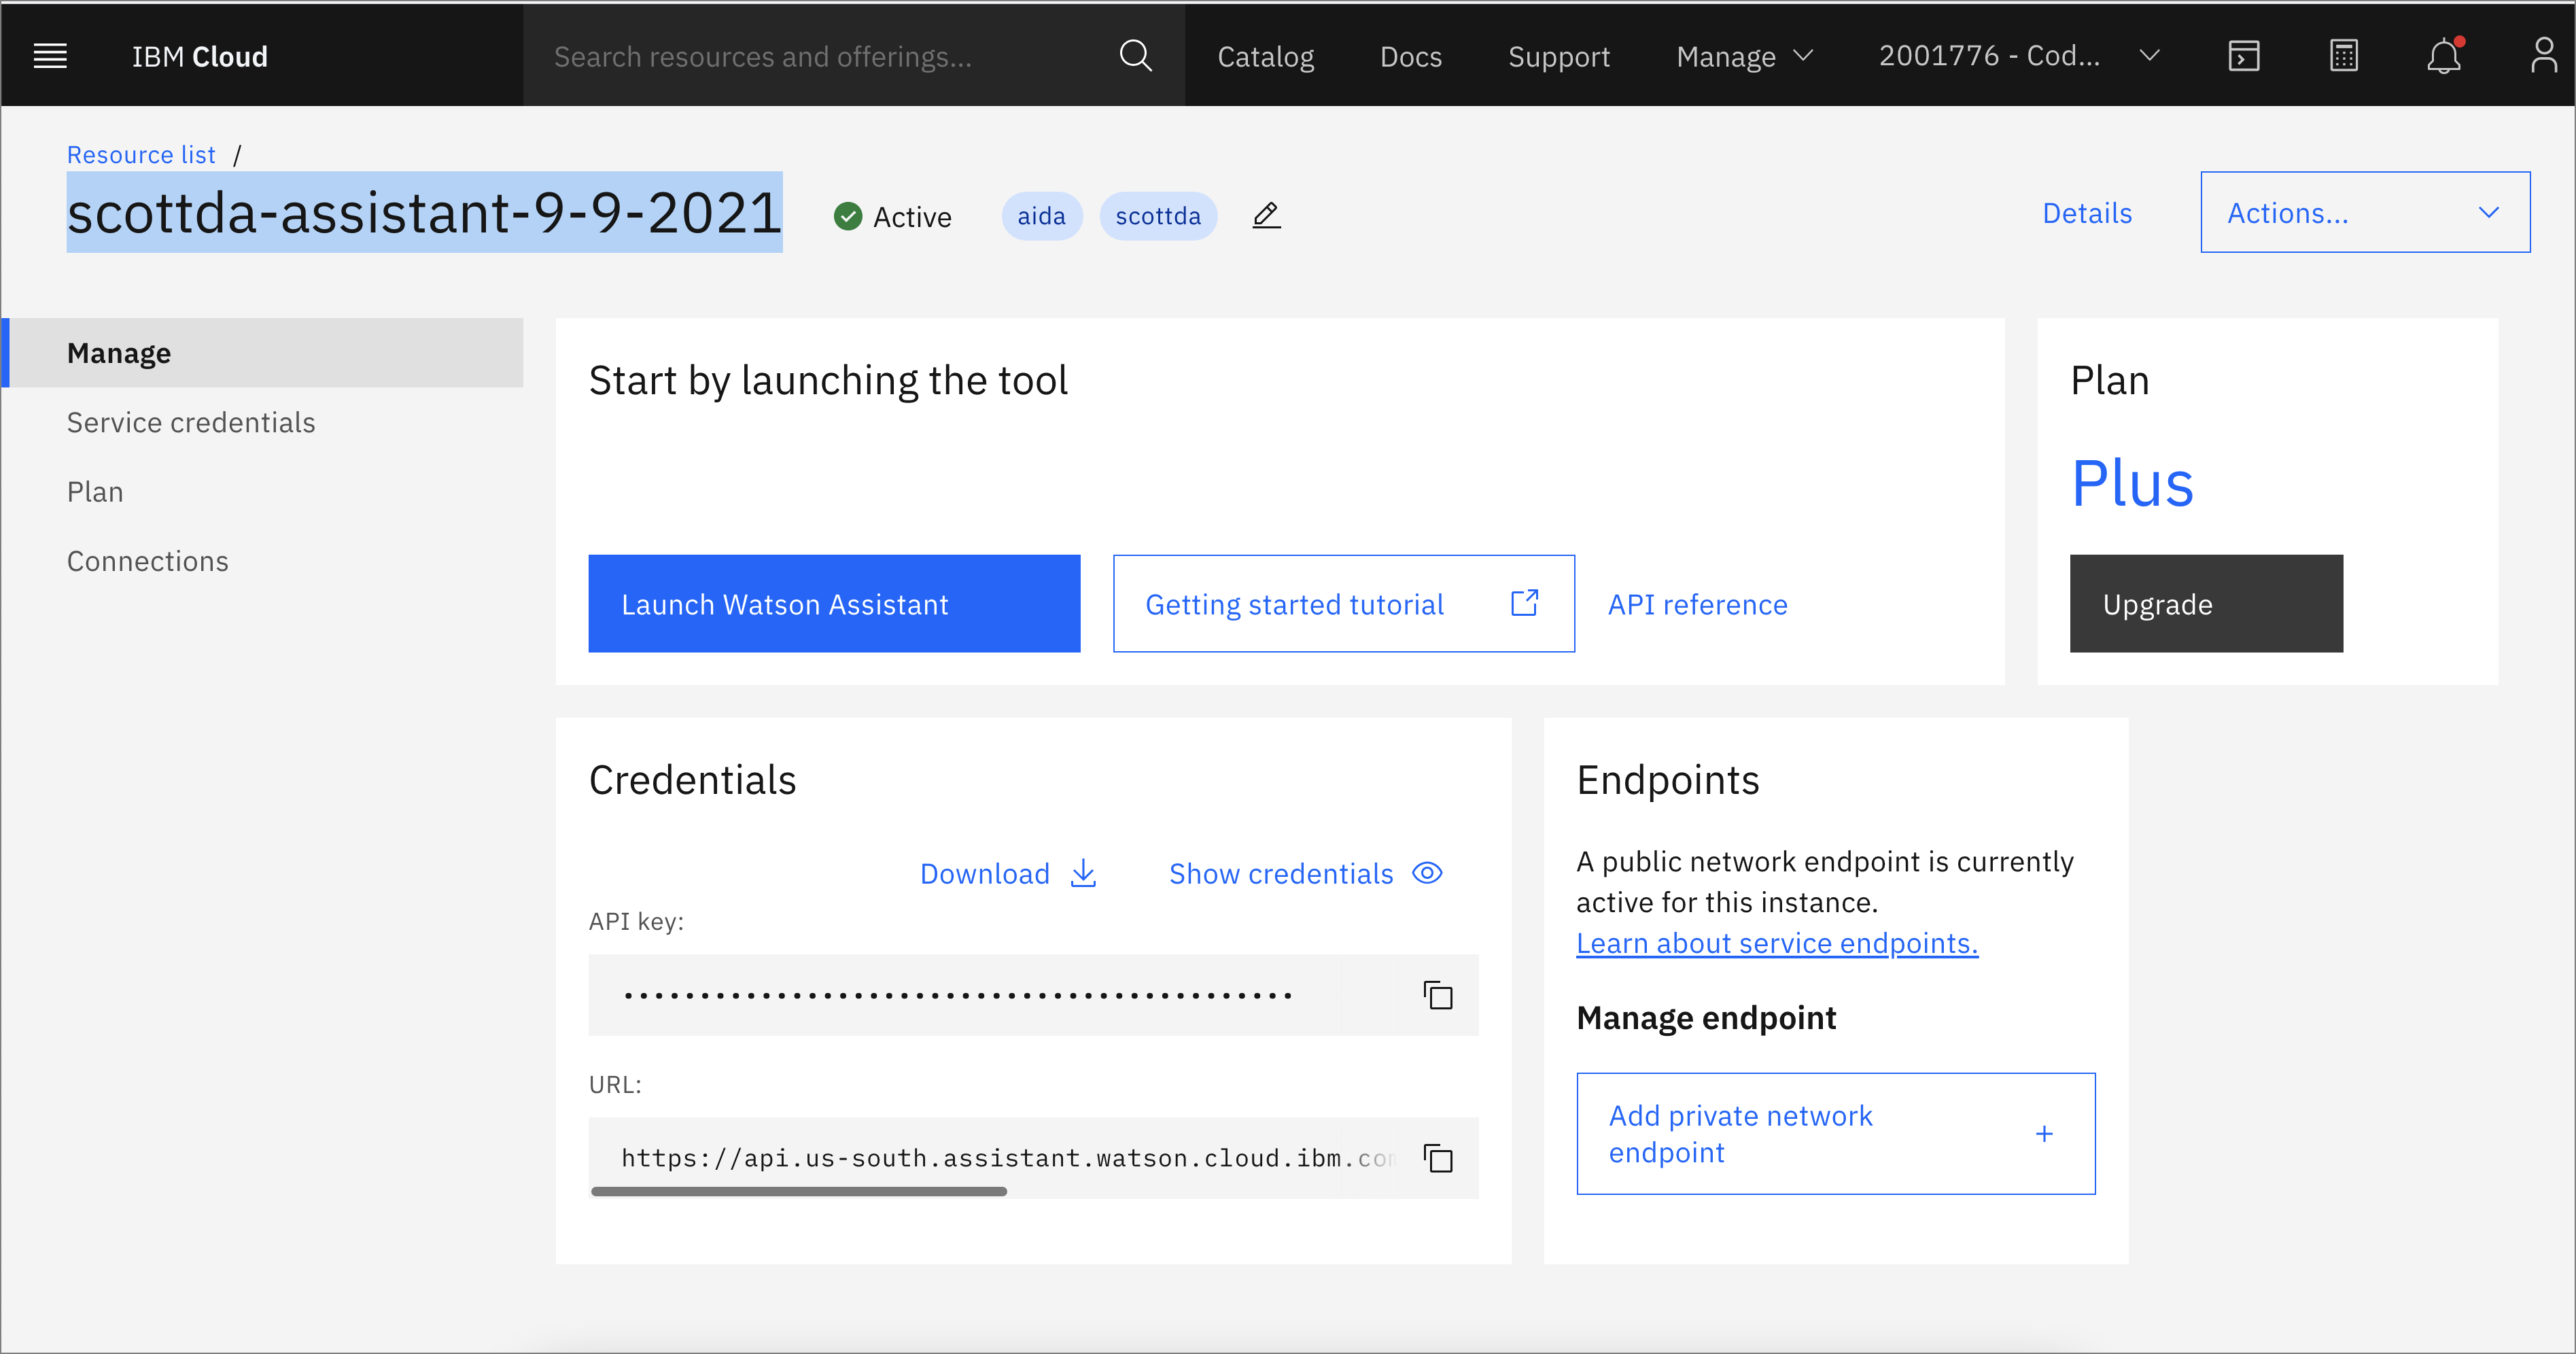 IBM Cloud
Search resources and offerings...
Catalog
Docs
Support
Manage
2001776 - Cod...
Resource list /
scottda-assistant-9-9-2021
Active
aida
scottda
Details
Actions...
Manage
Service credentials
Plan
Connections
Start by launching the tool
Launch Watson Assistant
Getting started tutorial
API reference
Plan
Plus
Upgrade
Credentials
Download
Show credentials
API key:
URL:
https://api.us-south.assistant.watson.cloud.ibm.com
Endpoints
A public network endpoint is currently
active for this instance.
Learn about service endpoints.
Manage endpoint
Add private network
endpoint
+